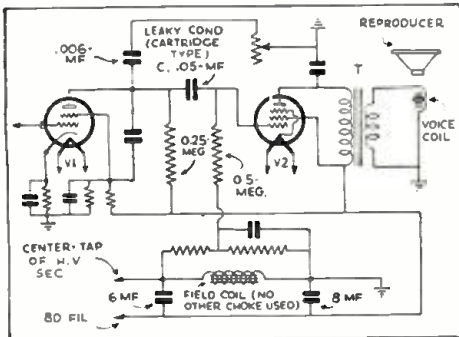 LEAKY COND
(CARTRIDGE
TYPE)
C, .05-MF
REPRODUCER
.006-
MF
T
V1
V2
VOICE
COIL
0.25-
MEG.
0.5-
MEG.
CENTER-TAP
OF H.V
SEC
6 MF
FIELD COIL (NO
OTHER CHOKE USED)
8 MF
80 FIL